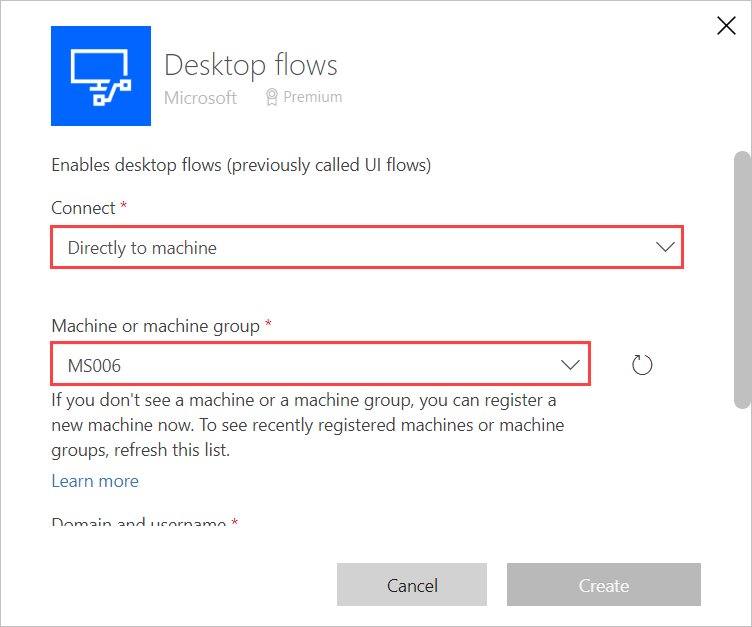 Desktop flows
Microsoft Premium
Enables desktop flows (previously called UI flows)
Connect *
Directly to machine
Machine or machine group *
MS006
If you don't see a machine or a machine group, you can register a
new machine now. To see recently registered machines or machine
groups, refresh this list.
Learn more
Domain and username *
Cancel Create